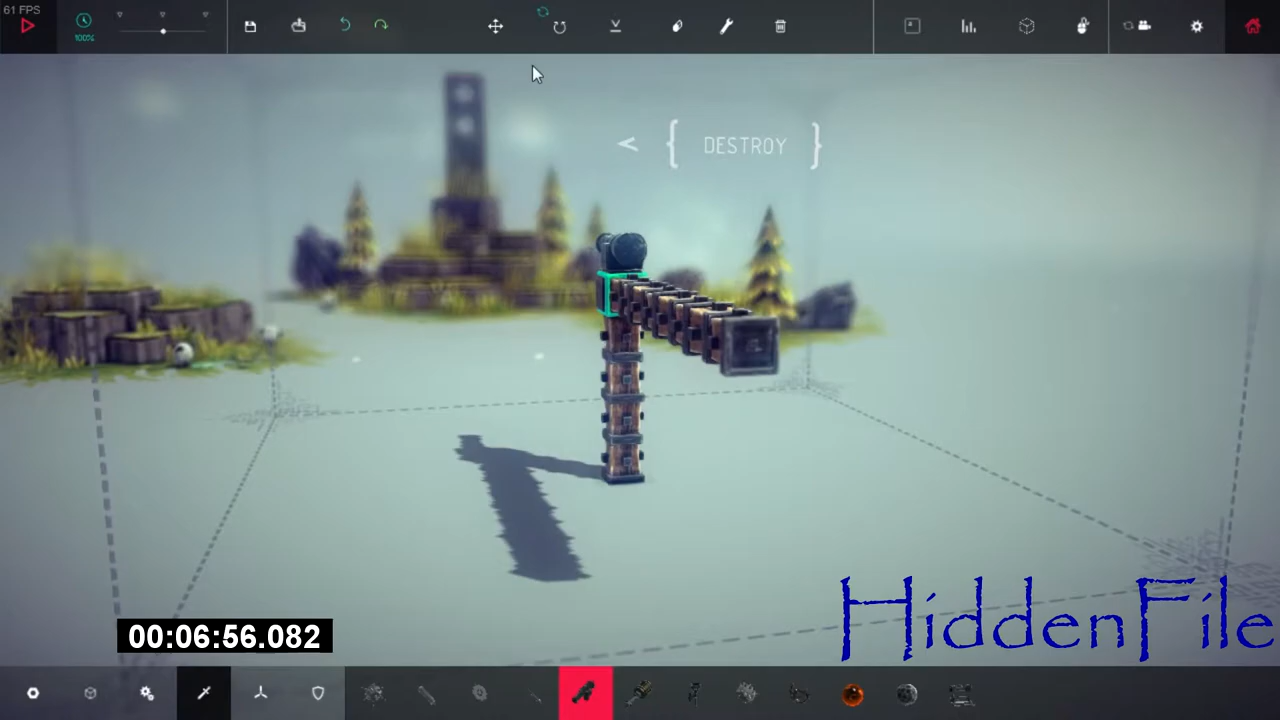 61 FPS
100%
< { DESTROY }
00:06:56.082
HiddenFile